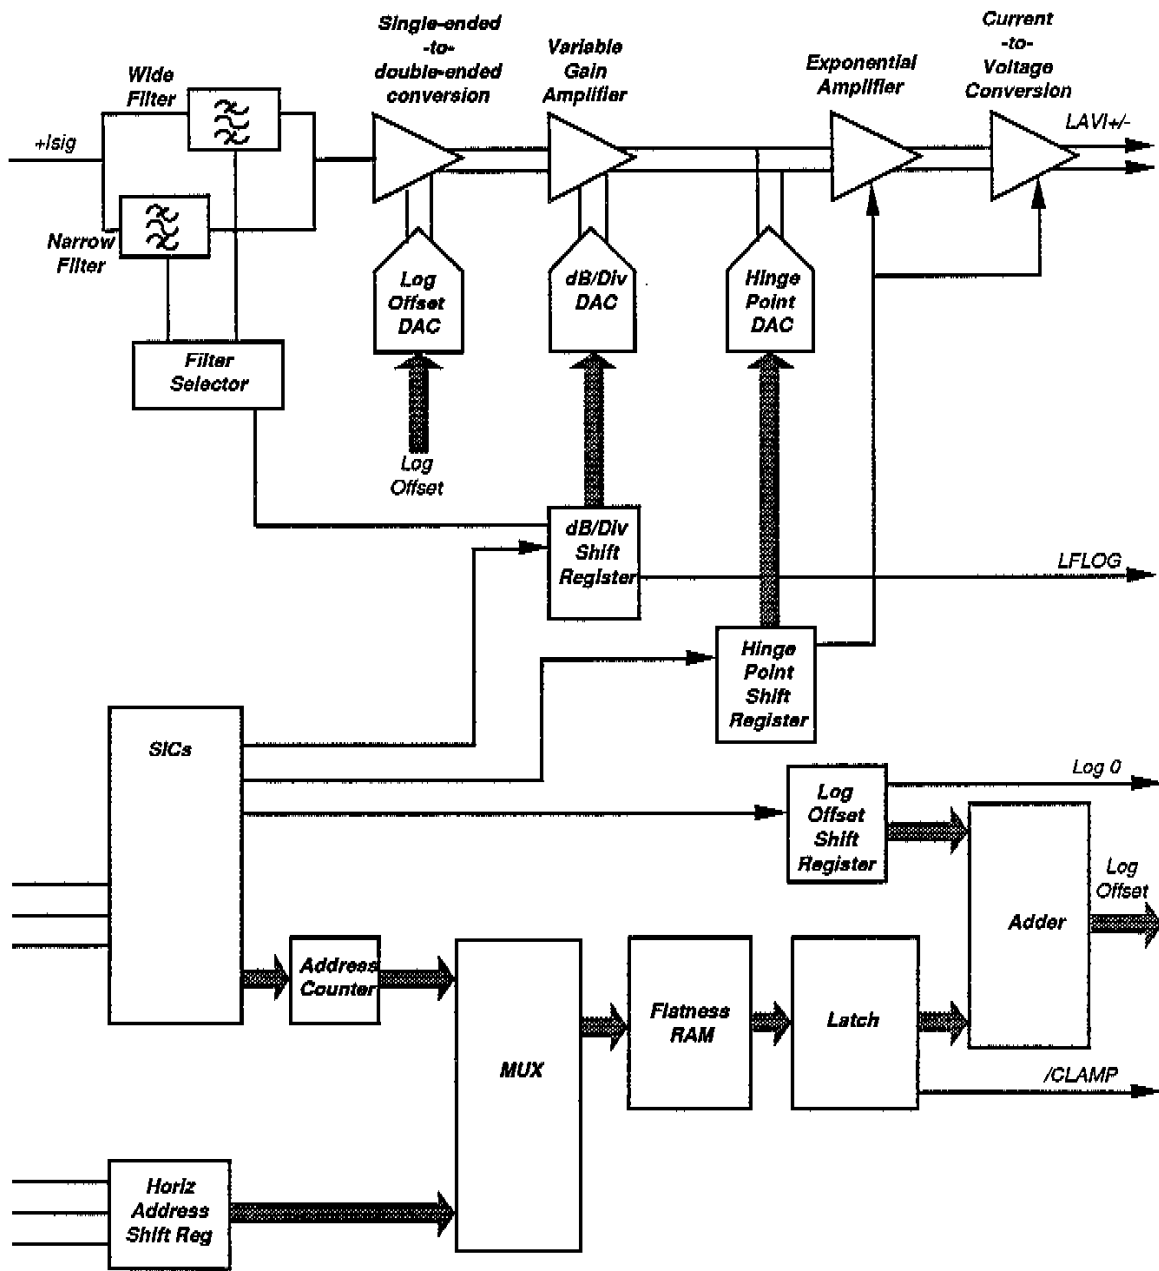 Single-ended
-to-
double-ended
conversion
Variable
Gain
Amplifier
Exponential
Amplifier
Current
-to-
Voltage
Conversion
Wide
Filter
+Isig
LAVI+/-
Narrow
Filter
Log
Offset
DAC
dB/Div
DAC
Hinge
Point
DAC
Filter
Selector
Log
Offset
dB/Div
Shift
Register
LFLOG
Hinge
Point
Shift
Register
SICs
Log 0
Log
Offset
Shift
Register
Log
Offset
Adder
Address
Counter
MUX
Flatness
RAM
Latch
/CLAMP
Horiz
Address
Shift Reg